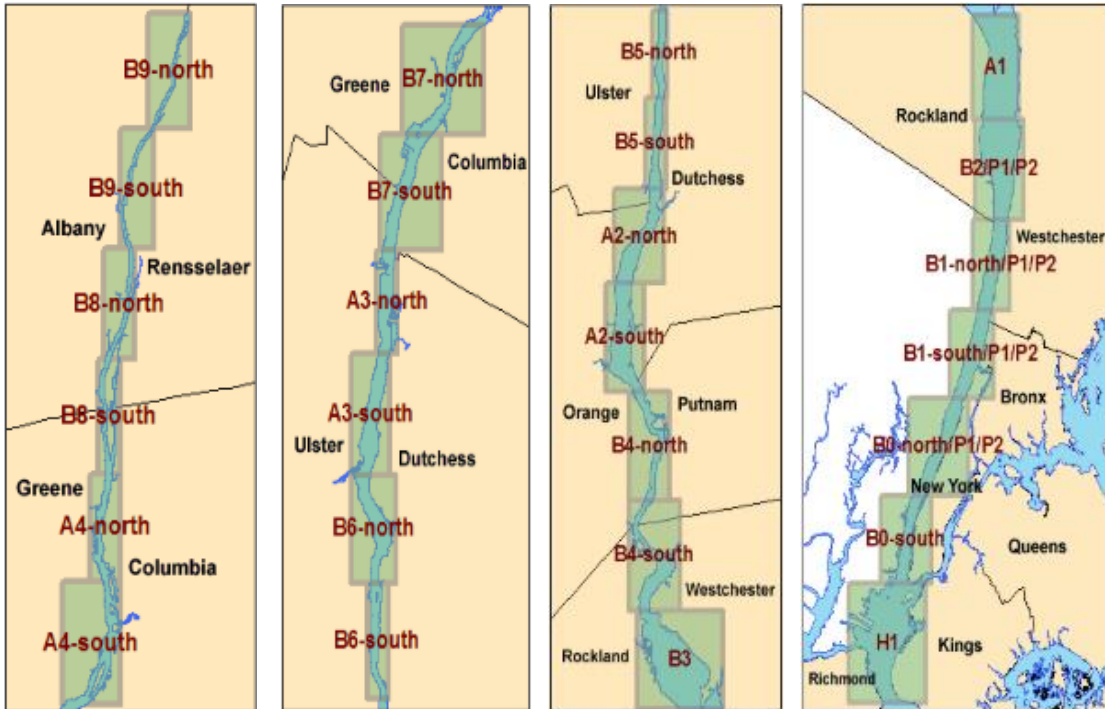 B9-north
B9-south
Albany
Rensselaer
B8-north
B8-south
Greene
A4-north
Columbia
A4-south
B7-north
Greene
Columbia
B7-south
A3-north
A3-south
Ulster
Dutchess
B6-north
B6-south
B5-north
Ulster
B5-south
Dutchess
A2-north
A2-south
Orange
Putnam
B4-north
B4-south
Westchester
Rockland
B3
A1
Rockland
B2/P1/P2
Westchester
B1-north/P1/P2
B1-south/P1/P2
Bronx
B0-north/P1/P2
New York
B0-south
Queens
H1
Kings
Richmond